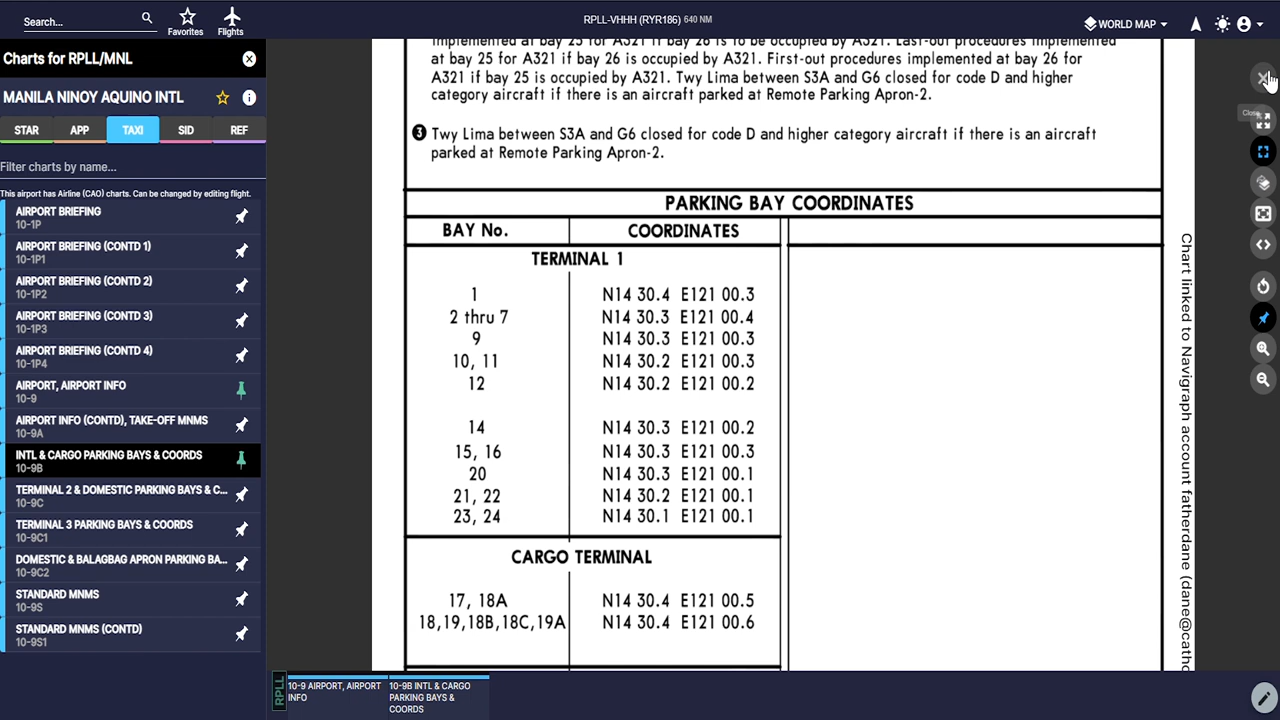 Search...
Favorites
Flights
RPLL-VHHH (RYR186) 640 NM
WORLD MAP
Charts for RPLL/MNL
MANILA NINOY AQUINO INTL
STAR
APP
TAXI
SID
REF
Filter charts by name...
This airport has Airline (CAO) charts. Can be changed by editing flight.
AIRPORT BRIEFING
10-1P
AIRPORT BRIEFING (CONTD 1)
10-1P1
AIRPORT BRIEFING (CONTD 2)
10-1P2
AIRPORT BRIEFING (CONTD 3)
10-1P3
AIRPORT BRIEFING (CONTD 4)
10-1P4
AIRPORT, AIRPORT INFO
10-9
AIRPORT INFO (CONTD), TAKE-OFF MNMS
10-9A
INTL & CARGO PARKING BAYS & COORDS
10-9B
TERMINAL 2 & DOMESTIC PARKING BAYS & C...
10-9C
TERMINAL 3 PARKING BAYS & COORDS
10-9C1
DOMESTIC & BALAGBAG APRON PARKING BA...
10-9C2
STANDARD MNMS
10-9S
STANDARD MNMS (CONTD)
10-9S1
implemented at bay 25 for A321 if bay 26 is to be occupied by A321. Last-out procedures implemented
at bay 25 for A321 if bay 26 is occupied by A321. First-out procedures implemented at bay 26 for
A321 if bay 25 is occupied by A321. Twy Lima between S3A and G6 closed for code D and higher
category aircraft if there is an aircraft parked at Remote Parking Apron-2.
3 Twy Lima between S3A and G6 closed for code D and higher category aircraft if there is an aircraft
parked at Remote Parking Apron-2.
PARKING BAY COORDINATES
BAY No. COORDINATES
TERMINAL 1
1 N14 30.4 E121 00.3
2 thru 7 N14 30.3 E121 00.4
9 N14 30.3 E121 00.3
10, 11 N14 30.2 E121 00.3
12 N14 30.2 E121 00.2
14 N14 30.3 E121 00.2
15, 16 N14 30.3 E121 00.3
20 N14 30.3 E121 00.1
21, 22 N14 30.2 E121 00.1
23, 24 N14 30.1 E121 00.1
CARGO TERMINAL
17, 18A N14 30.4 E121 00.5
18,19,18B,18C,19A N14 30.4 E121 00.6
Chart linked to Navigraph account fatherdane (dane@catho
Close
RPLL
10-9 AIRPORT, AIRPORT
INFO
10-9B INTL & CARGO
PARKING BAYS &
COORDS